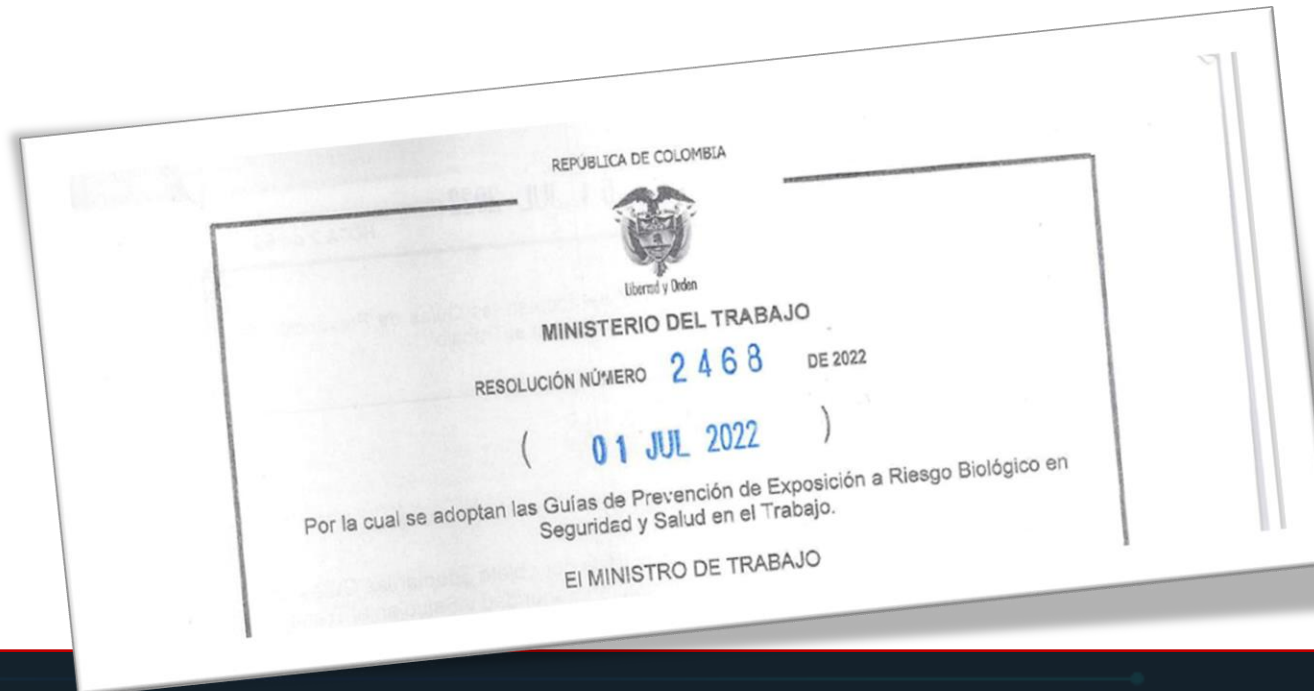 REPÚBLICA DE COLOMBIA
Libertad y Orden
MINISTERIO DEL TRABAJO
RESOLUCIÓN NÚMERO 2468 DE 2022
( 01 JUL 2022 )
Por la cual se adoptan las Guías de Prevención de Exposición a Riesgo Biológico en
Seguridad y Salud en el Trabajo.
El MINISTRO DE TRABAJO